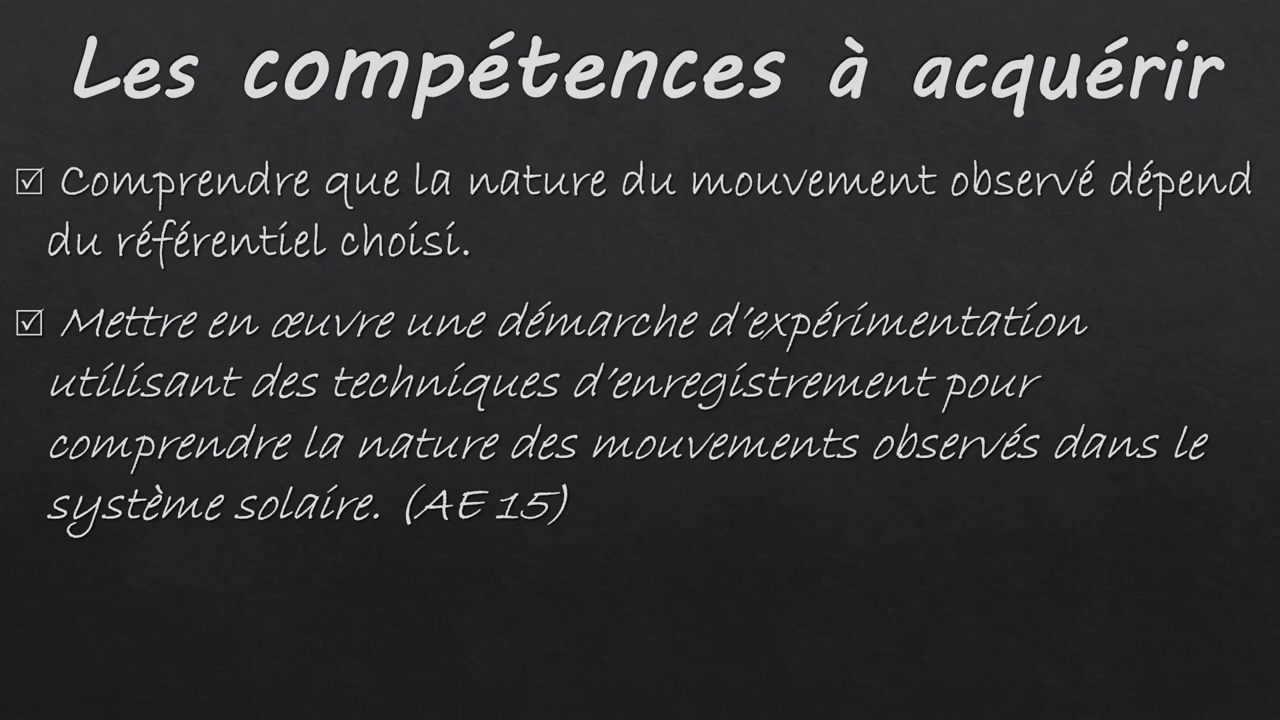 Les compétences à acquérir
☑ Comprendre que la nature du mouvement observé dépend
du référentiel choisi.
☑ Mettre en œuvre une démarche d'expérimentation
utilisant des techniques d'enregistrement pour
comprendre la nature des mouvements observés dans le
système solaire. (AE 15)